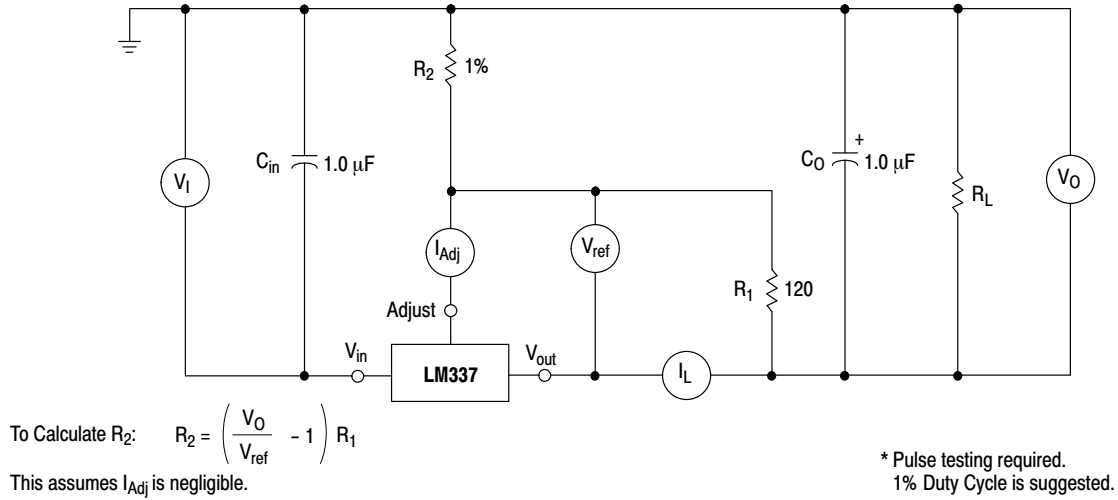 R2
1%
Cin
1.0 μF
CO
+
1.0 μF
VI
RL
VO
IAdj
Vref
R1
120
Adjust
Vin
LM337
Vout
IL
To Calculate R2: R2 = ( VO / Vref - 1 ) R1
This assumes IAdj is negligible.
* Pulse testing required.
1% Duty Cycle is suggested.